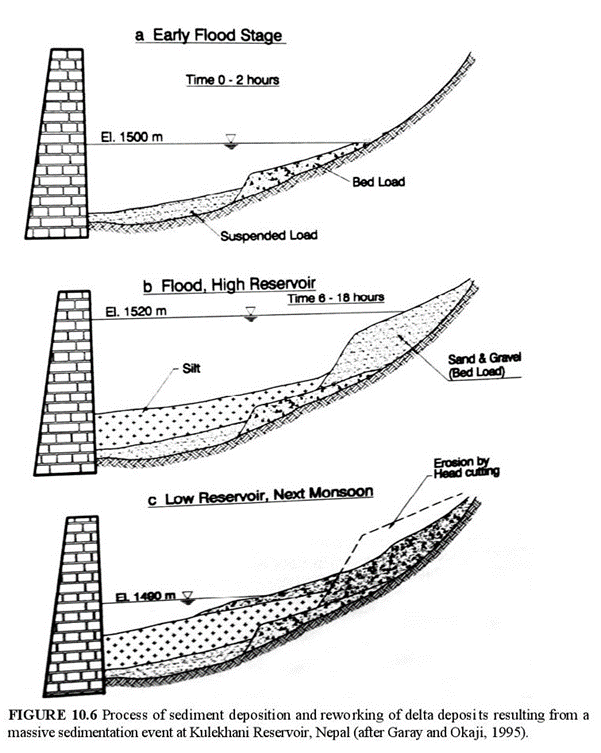 a Early Flood Stage
Time 0 - 2 hours
El. 1500 m
Bed Load
Suspended Load
b Flood, High Reservoir
Time 6 - 18 hours
El. 1520 m
Silt
Sand & Gravel
(Bed Load)
Erosion by
Head cutting
c Low Reservoir, Next Monsoon
El. 1490 m
FIGURE 10.6 Process of sediment deposition and reworking of delta deposits resulting from a
massive sedimentation event at Kulekhani Reservoir, Nepal (after Garay and Okaji, 1995).